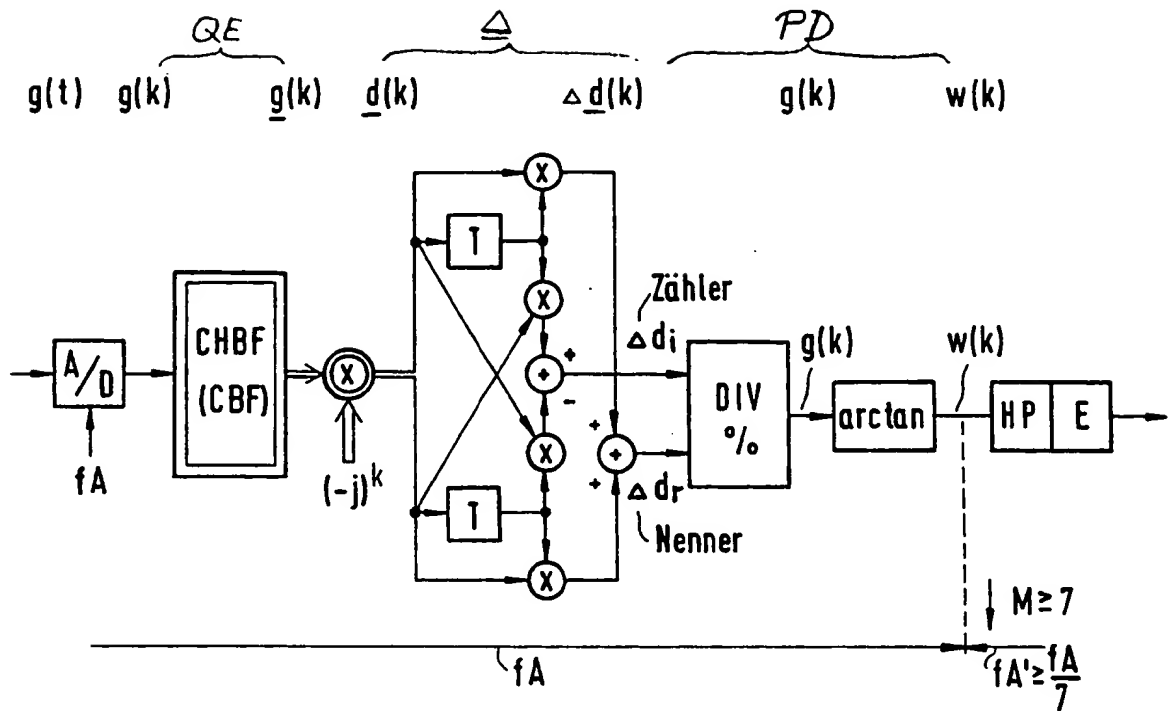 QE Δ PD
g(t) g(k) g(k) d(k) Δd(k) g(k) w(k)
X
T
X
Zähler
Δdi
+
A/D
CHBF
(CBF)
X
+
-
DIV
%
g(k)
arctan
w(k)
HP E
fA
(-j)^k
X
+
+
+
Δdr
Nenner
T
X
M≥7
fA
fA'≥fA/7